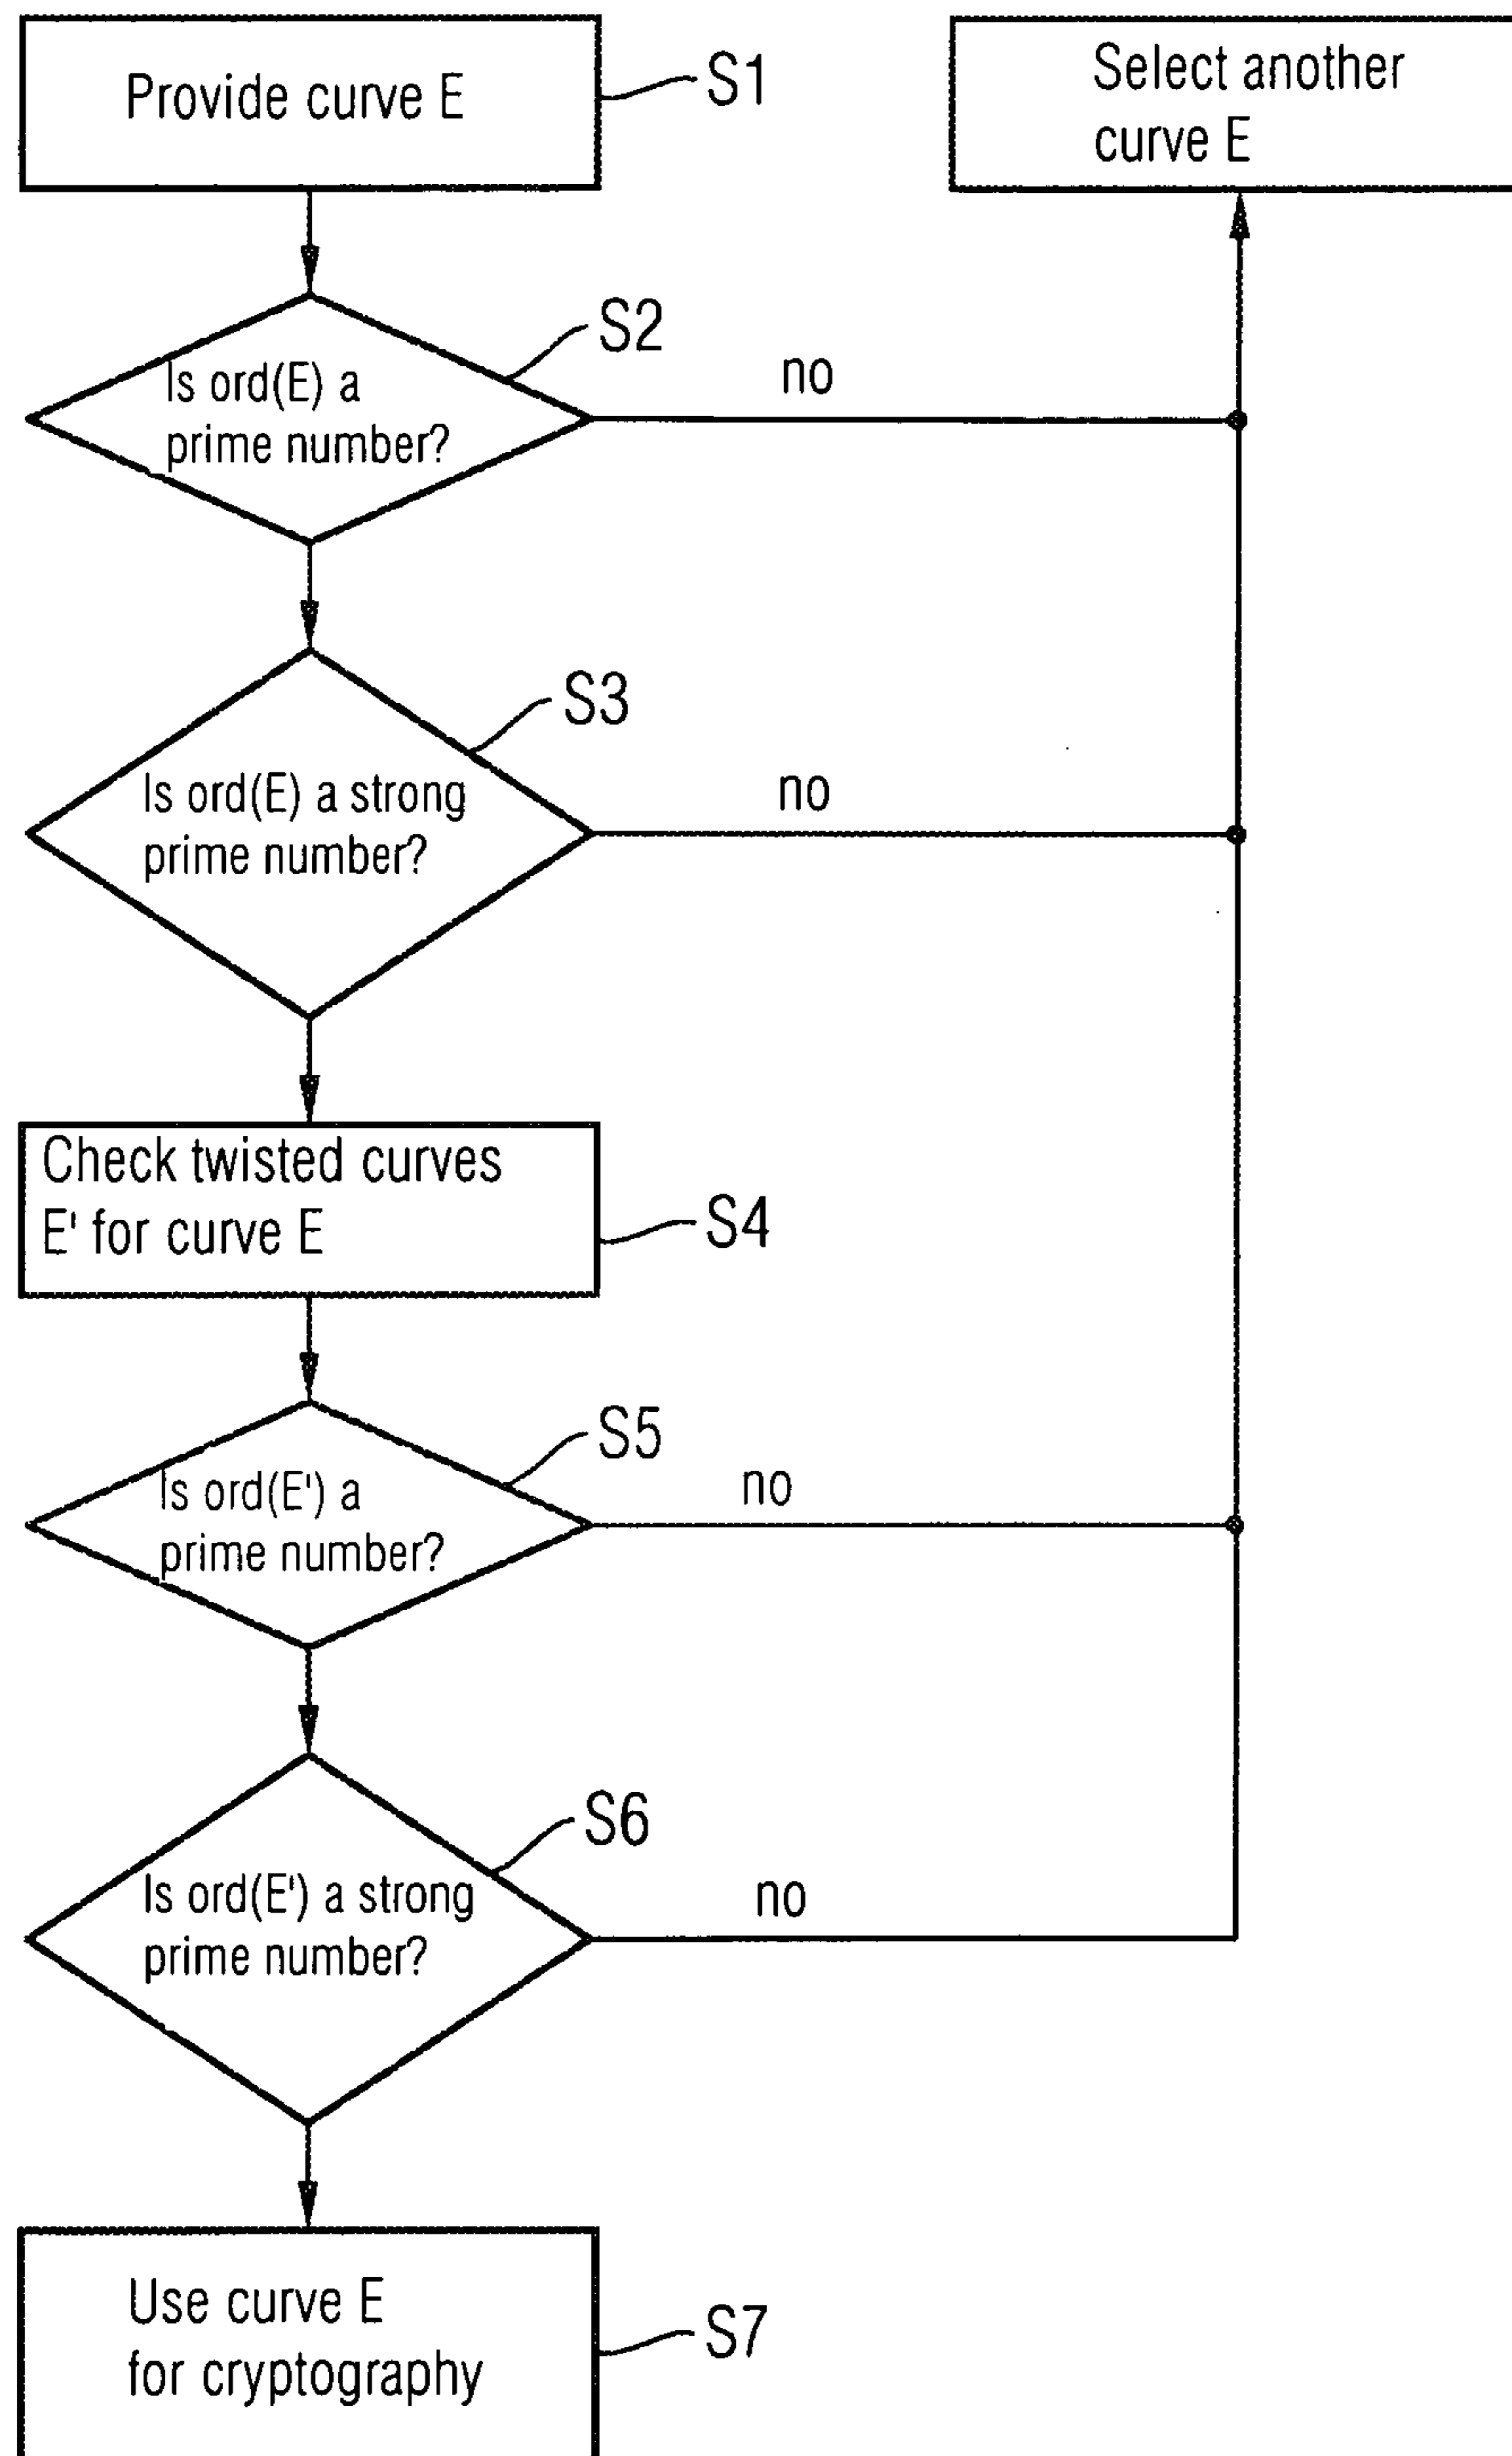 Provide curve E
S1
Select another
curve E
S2
Is ord(E) a
prime number?
no
S3
Is ord(E) a strong
prime number?
no
Check twisted curves
E' for curve E
S4
S5
Is ord(E') a
prime number?
no
S6
Is ord(E') a strong
prime number?
no
Use curve E
for cryptography
S7